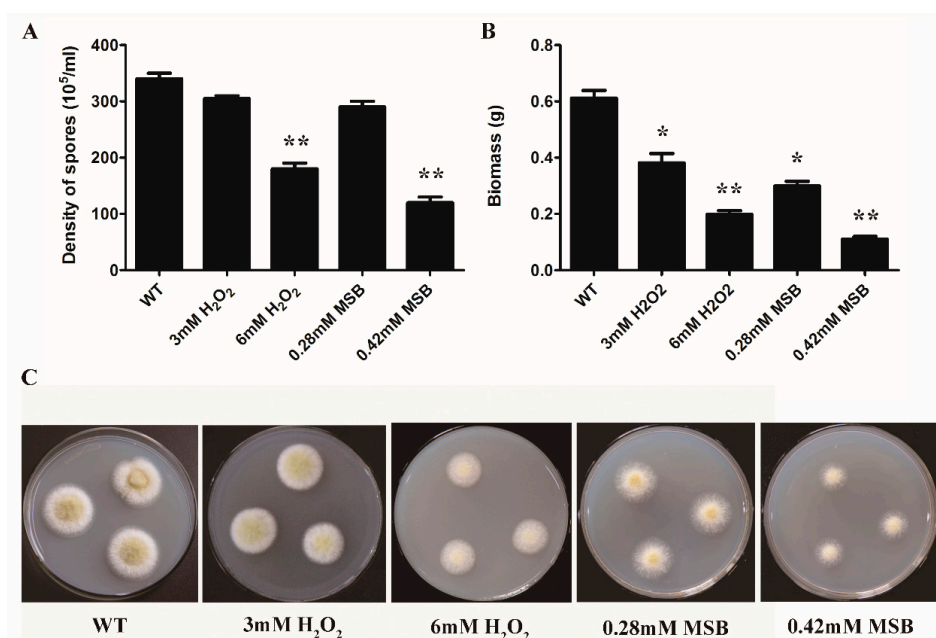 A
Density of spores (10⁵/ml)
400
300
200
100
0
**
**
WT
3mM H₂O₂
6mM H₂O₂
0.28mM MSB
0.42mM MSB
B
Biomass (g)
0.8
0.6
0.4
0.2
0.0
*
**
*
**
WT
3mM H2O2
6mM H2O2
0.28mM MSB
0.42mM MSB
C
WT
3mM H₂O₂
6mM H₂O₂
0.28mM MSB
0.42mM MSB